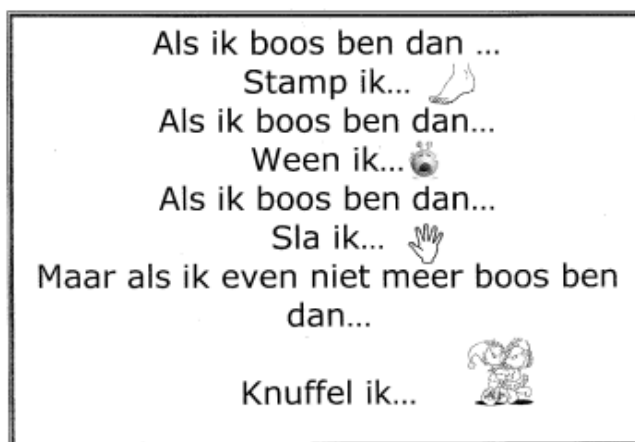 Als ik boos ben dan ...
Stamp ik...
Als ik boos ben dan...
Ween ik...
Als ik boos ben dan...
Sla ik...
Maar als ik even niet meer boos ben
dan...
Knuffel ik...